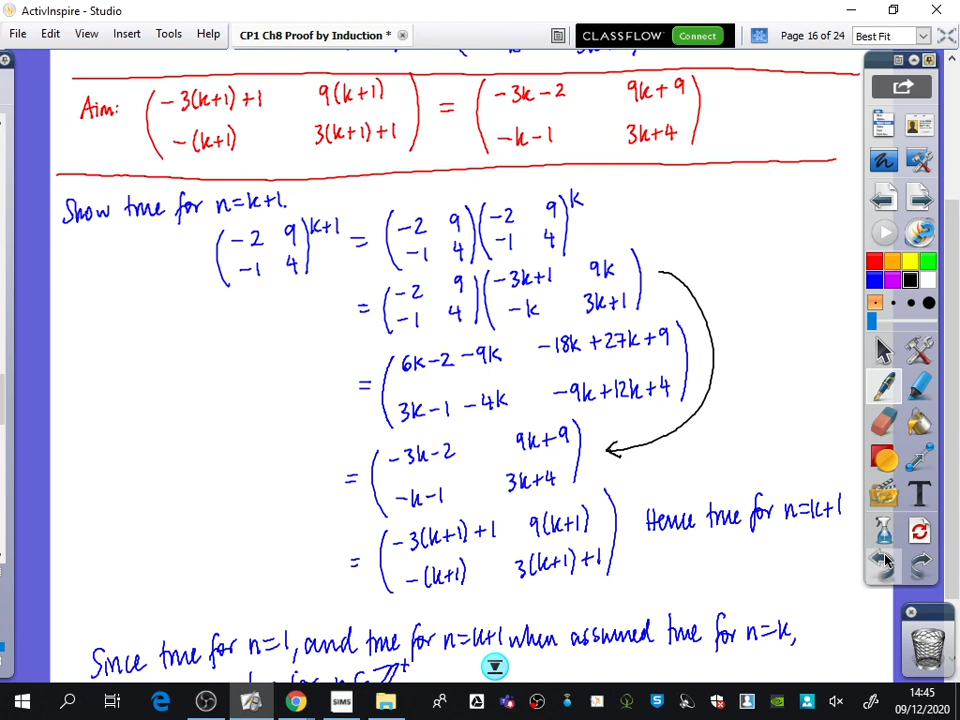 ActivInspire - Studio
File Edit View Insert Tools Help CP1 Ch8 Proof by Induction * CLASSFLOW Connect Page 16 of 24 Best Fit
Aim: ( -3(k+1)+1 9(k+1) ) = ( -3k-2 9k+9 )
( -(k+1) 3(k+1)+1 ) ( -k-1 3k+4 )
Show true for n=k+1.
( -2 9 )^k+1 = ( -2 9 ) ( -2 9 )^k
( -1 4 ) ( -1 4 ) ( -1 4 )
= ( -2 9 ) ( -3k+1 9k )
( -1 4 ) ( -k 3k+1 )
= ( 6k-2-9k -18k+27k+9 )
( 3k-1-4k -9k+12k+4 )
= ( -3k-2 9k+9 )
( -k-1 3k+4 )
= ( -3(k+1)+1 9(k+1) ) Hence true for n=k+1
( -(k+1) 3(k+1)+1 )
Since true for n=1, and true for n=k+1 when assumed true for n=k,
SIMS
14:45
09/12/2020